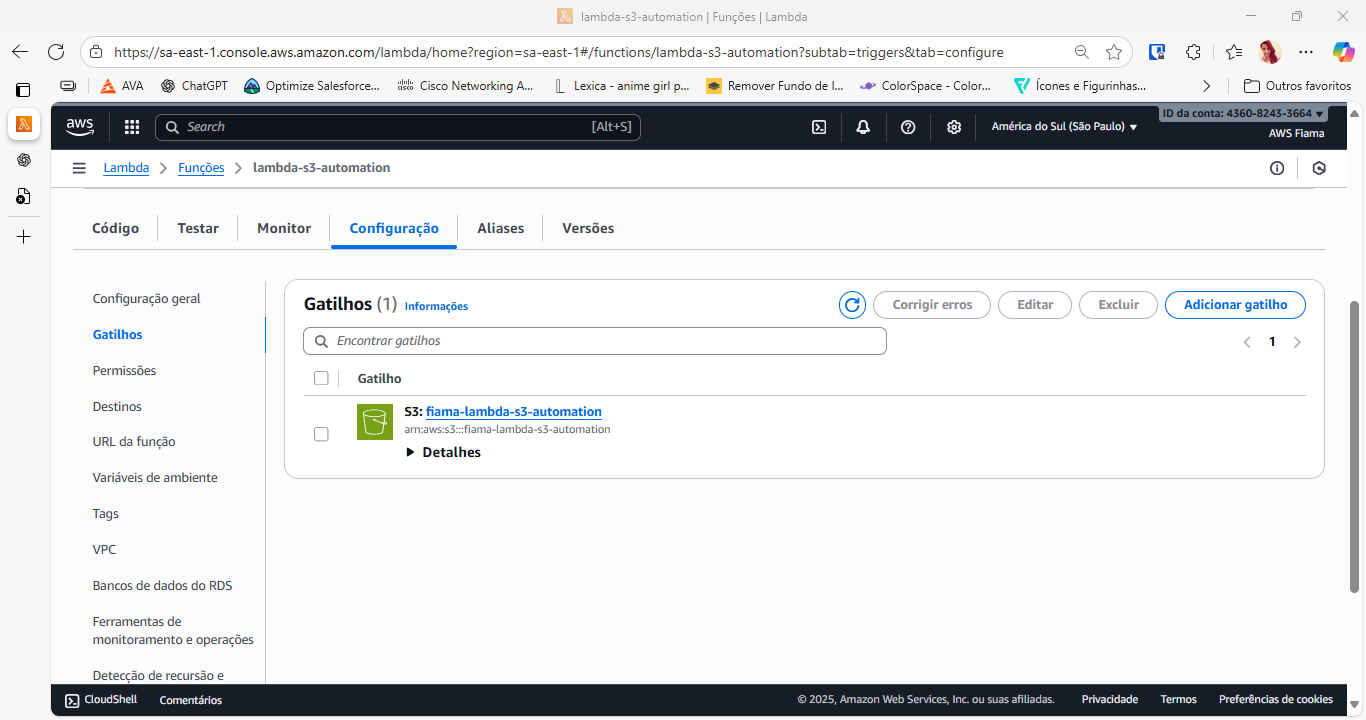 lambda-s3-automation | Funções | Lambda
https://sa-east-1.console.aws.amazon.com/lambda/home?region=sa-east-1#/functions/lambda-s3-automation?subtab=triggers&tab=configure
AVA ChatGPT Optimize Salesforce... Cisco Networking A... Lexica - anime girl p... Remover Fundo de I... ColorSpace - Color... Ícones e Figurinhas... Outros favoritos
aws Search [Alt+S] América do Sul (São Paulo) ID da conta: 4360-8243-3664
AWS Fiama
Lambda Funções lambda-s3-automation
Código Testar Monitor Configuração Aliases Versões
Configuração geral
Gatilhos
Permissões
Destinos
URL da função
Variáveis de ambiente
Tags
VPC
Bancos de dados do RDS
Ferramentas de
monitoramento e operações
Detecção de recursão e
Gatilhos (1) Informações Corrigir erros Editar Excluir Adicionar gatilho
Encontrar gatilhos 1
Gatilho
S3: fiama-lambda-s3-automation
arn:aws:s3:::fiama-lambda-s3-automation
Detalhes
CloudShell Comentários © 2025, Amazon Web Services, Inc. ou suas afiliadas. Privacidade Termos Preferências de cookies